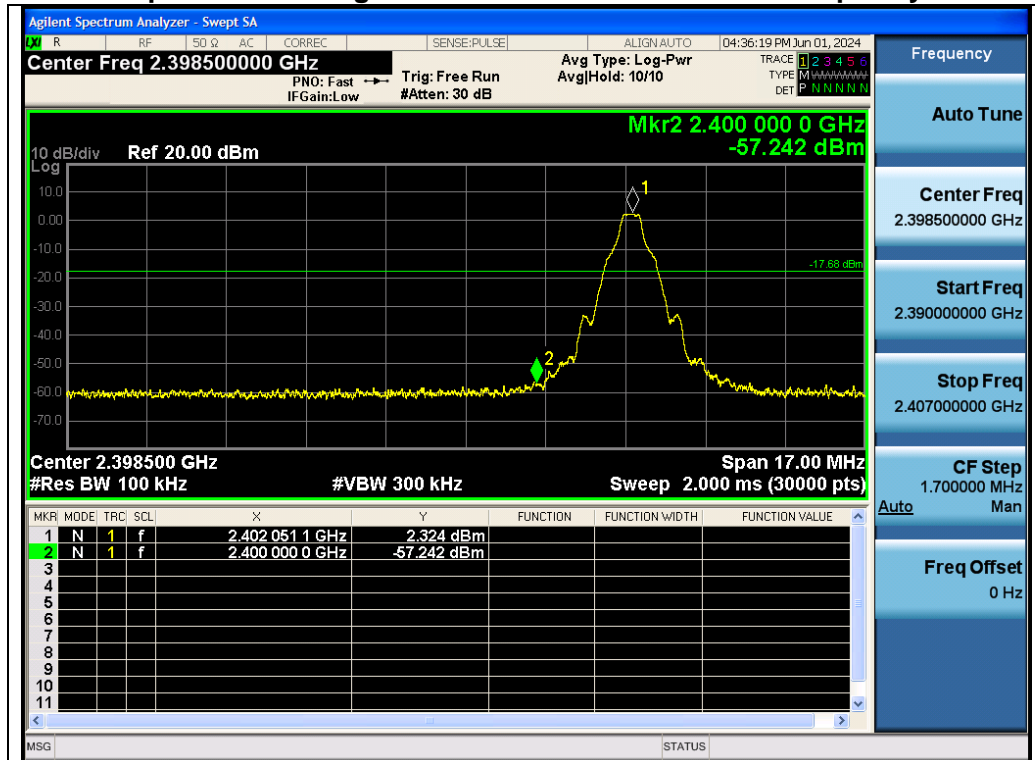 Agilent Spectrum Analyzer - Swept SA
LXI R RF 50 Ω AC CORREC SENSE:PULSE ALIGN AUTO 04:36:19 PM Jun 01, 2024
Center Freq 2.398500000 GHz
PNO: Fast
IFGain:Low
Trig: Free Run
#Atten: 30 dB
Avg Type: Log-Pwr
Avg|Hold: 10/10
TRACE 1 2 3 4 5 6
TYPE M
DET P N N N N N
Mkr2 2.400 000 0 GHz
-57.242 dBm
10 dB/div Ref 20.00 dBm
Log
10.0
0.00
-10.0
-20.0
-30.0
-40.0
-50.0
-60.0
-70.0
1
-17.68 dBm
2
Center 2.398500 GHz Span 17.00 MHz
#Res BW 100 kHz #VBW 300 kHz Sweep 2.000 ms (30000 pts)
MKR MODE TRC SCL X Y FUNCTION FUNCTION WIDTH FUNCTION VALUE
1 N 1 f 2.402 051 1 GHz 2.324 dBm
2 N 1 f 2.400 000 0 GHz -57.242 dBm
3
4
5
6
7
8
9
10
11
MSG STATUS
Frequency
Auto Tune
Center Freq
2.398500000 GHz
Start Freq
2.390000000 GHz
Stop Freq
2.407000000 GHz
CF Step
1.700000 MHz
Auto Man
Freq Offset
0 Hz